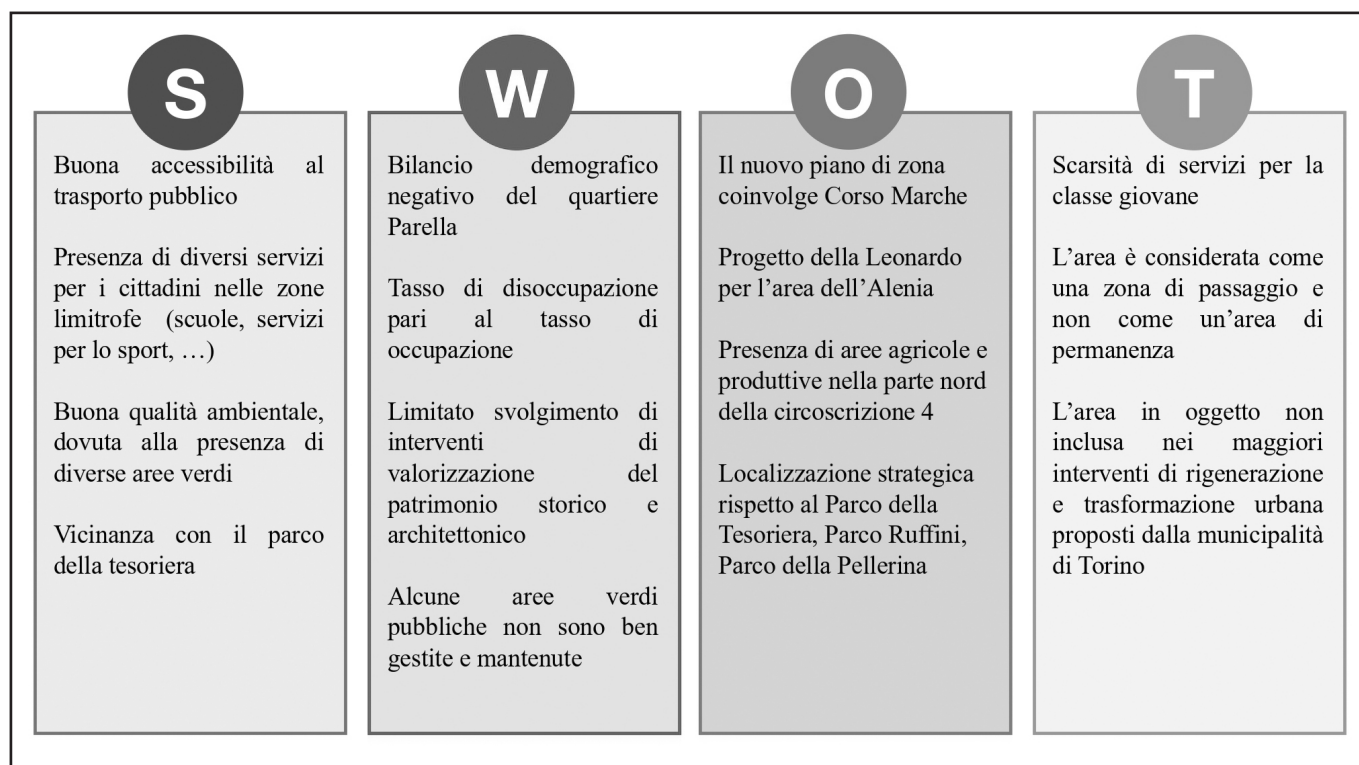 S
Buona accessibilità al
trasporto pubblico
Presenza di diversi servizi
per i cittadini nelle zone
limitrofe (scuole, servizi
per lo sport, …)
Buona qualità ambientale,
dovuta alla presenza di
diverse aree verdi
Vicinanza con il parco
della tesoriera
W
Bilancio demografico
negativo del quartiere
Parella
Tasso di disoccupazione
pari al tasso di
occupazione
Limitato svolgimento di
interventi di
valorizzazione del
patrimonio storico e
architettonico
Alcune aree verdi
pubbliche non sono ben
gestite e mantenute
O
Il nuovo piano di zona
coinvolge Corso Marche
Progetto della Leonardo
per l’area dell’Alenia
Presenza di aree agricole e
produttive nella parte nord
della circoscrizione 4
Localizzazione strategica
rispetto al Parco della
Tesoriera, Parco Ruffini,
Parco della Pellerina
T
Scarsità di servizi per la
classe giovane
L’area è considerata come
una zona di passaggio e
non come un’area di
permanenza
L’area in oggetto non
inclusa nei maggiori
interventi di rigenerazione
e trasformazione urbana
proposti dalla municipalità
di Torino